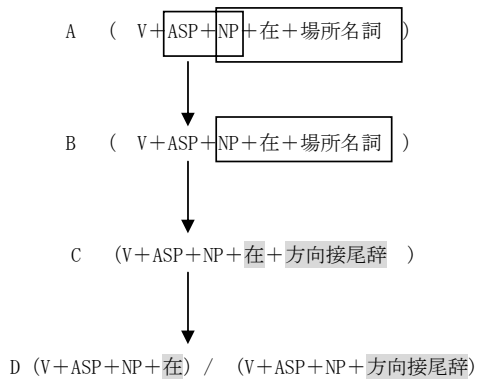 A ( V+ASP+NP+在+場所名詞 )
B ( V+ASP+NP+在+場所名詞 )
C (V+ASP+NP+在+方向接尾辞 )
D (V+ASP+NP+在) / (V+ASP+NP+方向接尾辞)